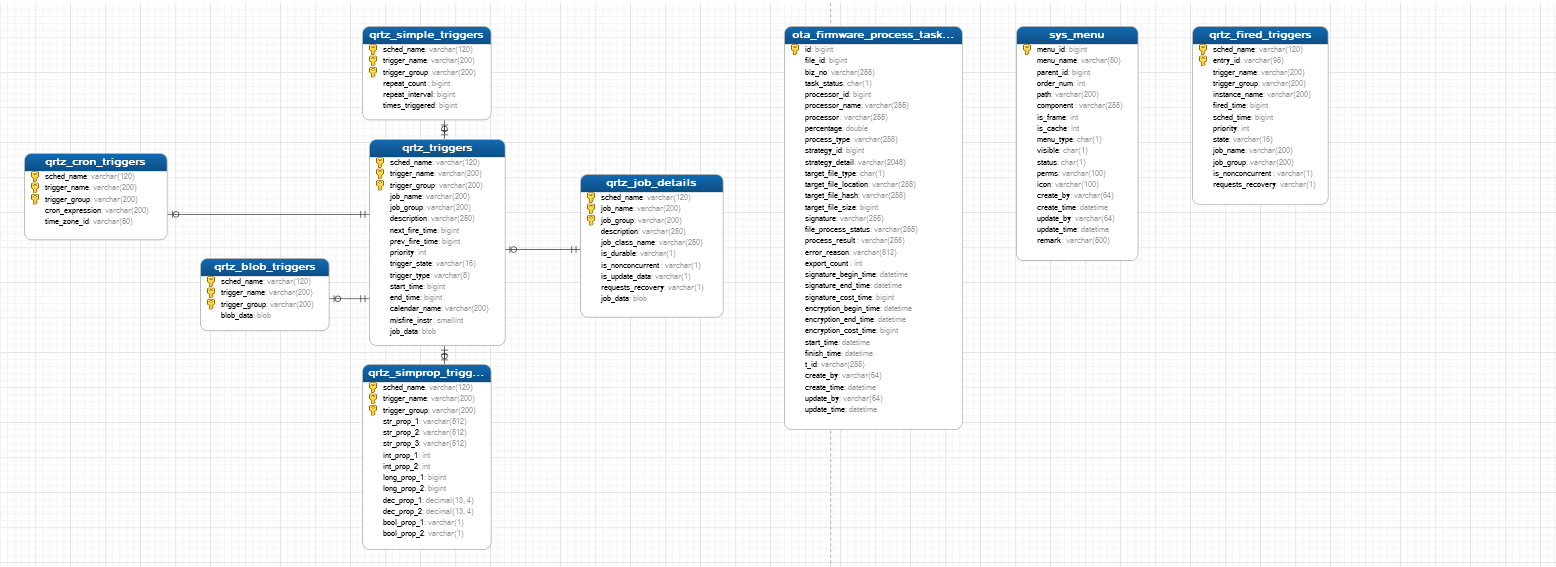 qrtz_simple_triggers
sched_name: varchar(120)
trigger_name: varchar(200)
trigger_group: varchar(200)
repeat_count: bigint
repeat_interval: bigint
times_triggered: bigint
qrtz_cron_triggers
sched_name: varchar(120)
trigger_name: varchar(200)
trigger_group: varchar(200)
cron_expression: varchar(200)
time_zone_id: varchar(80)
qrtz_blob_triggers
sched_name: varchar(120)
trigger_name: varchar(200)
trigger_group: varchar(200)
blob_data: blob
qrtz_triggers
sched_name: varchar(120)
trigger_name: varchar(200)
trigger_group: varchar(200)
job_name: varchar(200)
job_group: varchar(200)
description: varchar(250)
next_fire_time: bigint
prev_fire_time: bigint
priority: int
trigger_state: varchar(16)
trigger_type: varchar(8)
start_time: bigint
end_time: bigint
calendar_name: varchar(200)
misfire_instr: smallint
job_data: blob
qrtz_simprop_trigg...
sched_name: varchar(120)
trigger_name: varchar(200)
trigger_group: varchar(200)
str_prop_1: varchar(512)
str_prop_2: varchar(512)
str_prop_3: varchar(512)
int_prop_1: int
int_prop_2: int
long_prop_1: bigint
long_prop_2: bigint
dec_prop_1: decimal(13, 4)
dec_prop_2: decimal(13, 4)
bool_prop_1: varchar(1)
bool_prop_2: varchar(1)
qrtz_job_details
sched_name: varchar(120)
job_name: varchar(200)
job_group: varchar(200)
description: varchar(250)
job_class_name: varchar(250)
is_durable: varchar(1)
is_nonconcurrent: varchar(1)
is_update_data: varchar(1)
requests_recovery: varchar(1)
job_data: blob
ota_firmware_process_task...
id: bigint
file_id: bigint
biz_no: varchar(255)
task_status: char(1)
processor_id: bigint
processor_name: varchar(255)
processor: varchar(255)
percentage: double
process_type: varchar(255)
strategy_id: bigint
strategy_detail: varchar(2048)
target_file_type: char(1)
target_file_location: varchar(255)
target_file_hash: varchar(255)
target_file_size: bigint
signature: varchar(255)
file_process_status: varchar(255)
process_result: varchar(255)
error_reason: varchar(512)
export_count: int
signature_begin_time: datetime
signature_end_time: datetime
signature_cost_time: bigint
encryption_begin_time: datetime
encryption_end_time: datetime
encryption_cost_time: bigint
start_time: datetime
finish_time: datetime
t_id: varchar(255)
create_by: varchar(64)
create_time: datetime
update_by: varchar(64)
update_time: datetime
sys_menu
menu_id: bigint
menu_name: varchar(50)
parent_id: bigint
order_num: int
path: varchar(200)
component: varchar(255)
is_frame: int
is_cache: int
menu_type: char(1)
visible: char(1)
status: char(1)
perms: varchar(100)
icon: varchar(100)
create_by: varchar(64)
create_time: datetime
update_by: varchar(64)
update_time: datetime
remark: varchar(500)
qrtz_fired_triggers
sched_name: varchar(120)
entry_id: varchar(95)
trigger_name: varchar(200)
trigger_group: varchar(200)
instance_name: varchar(200)
fired_time: bigint
sched_time: bigint
priority: int
state: varchar(16)
job_name: varchar(200)
job_group: varchar(200)
is_nonconcurrent: varchar(1)
requests_recovery: varchar(1)